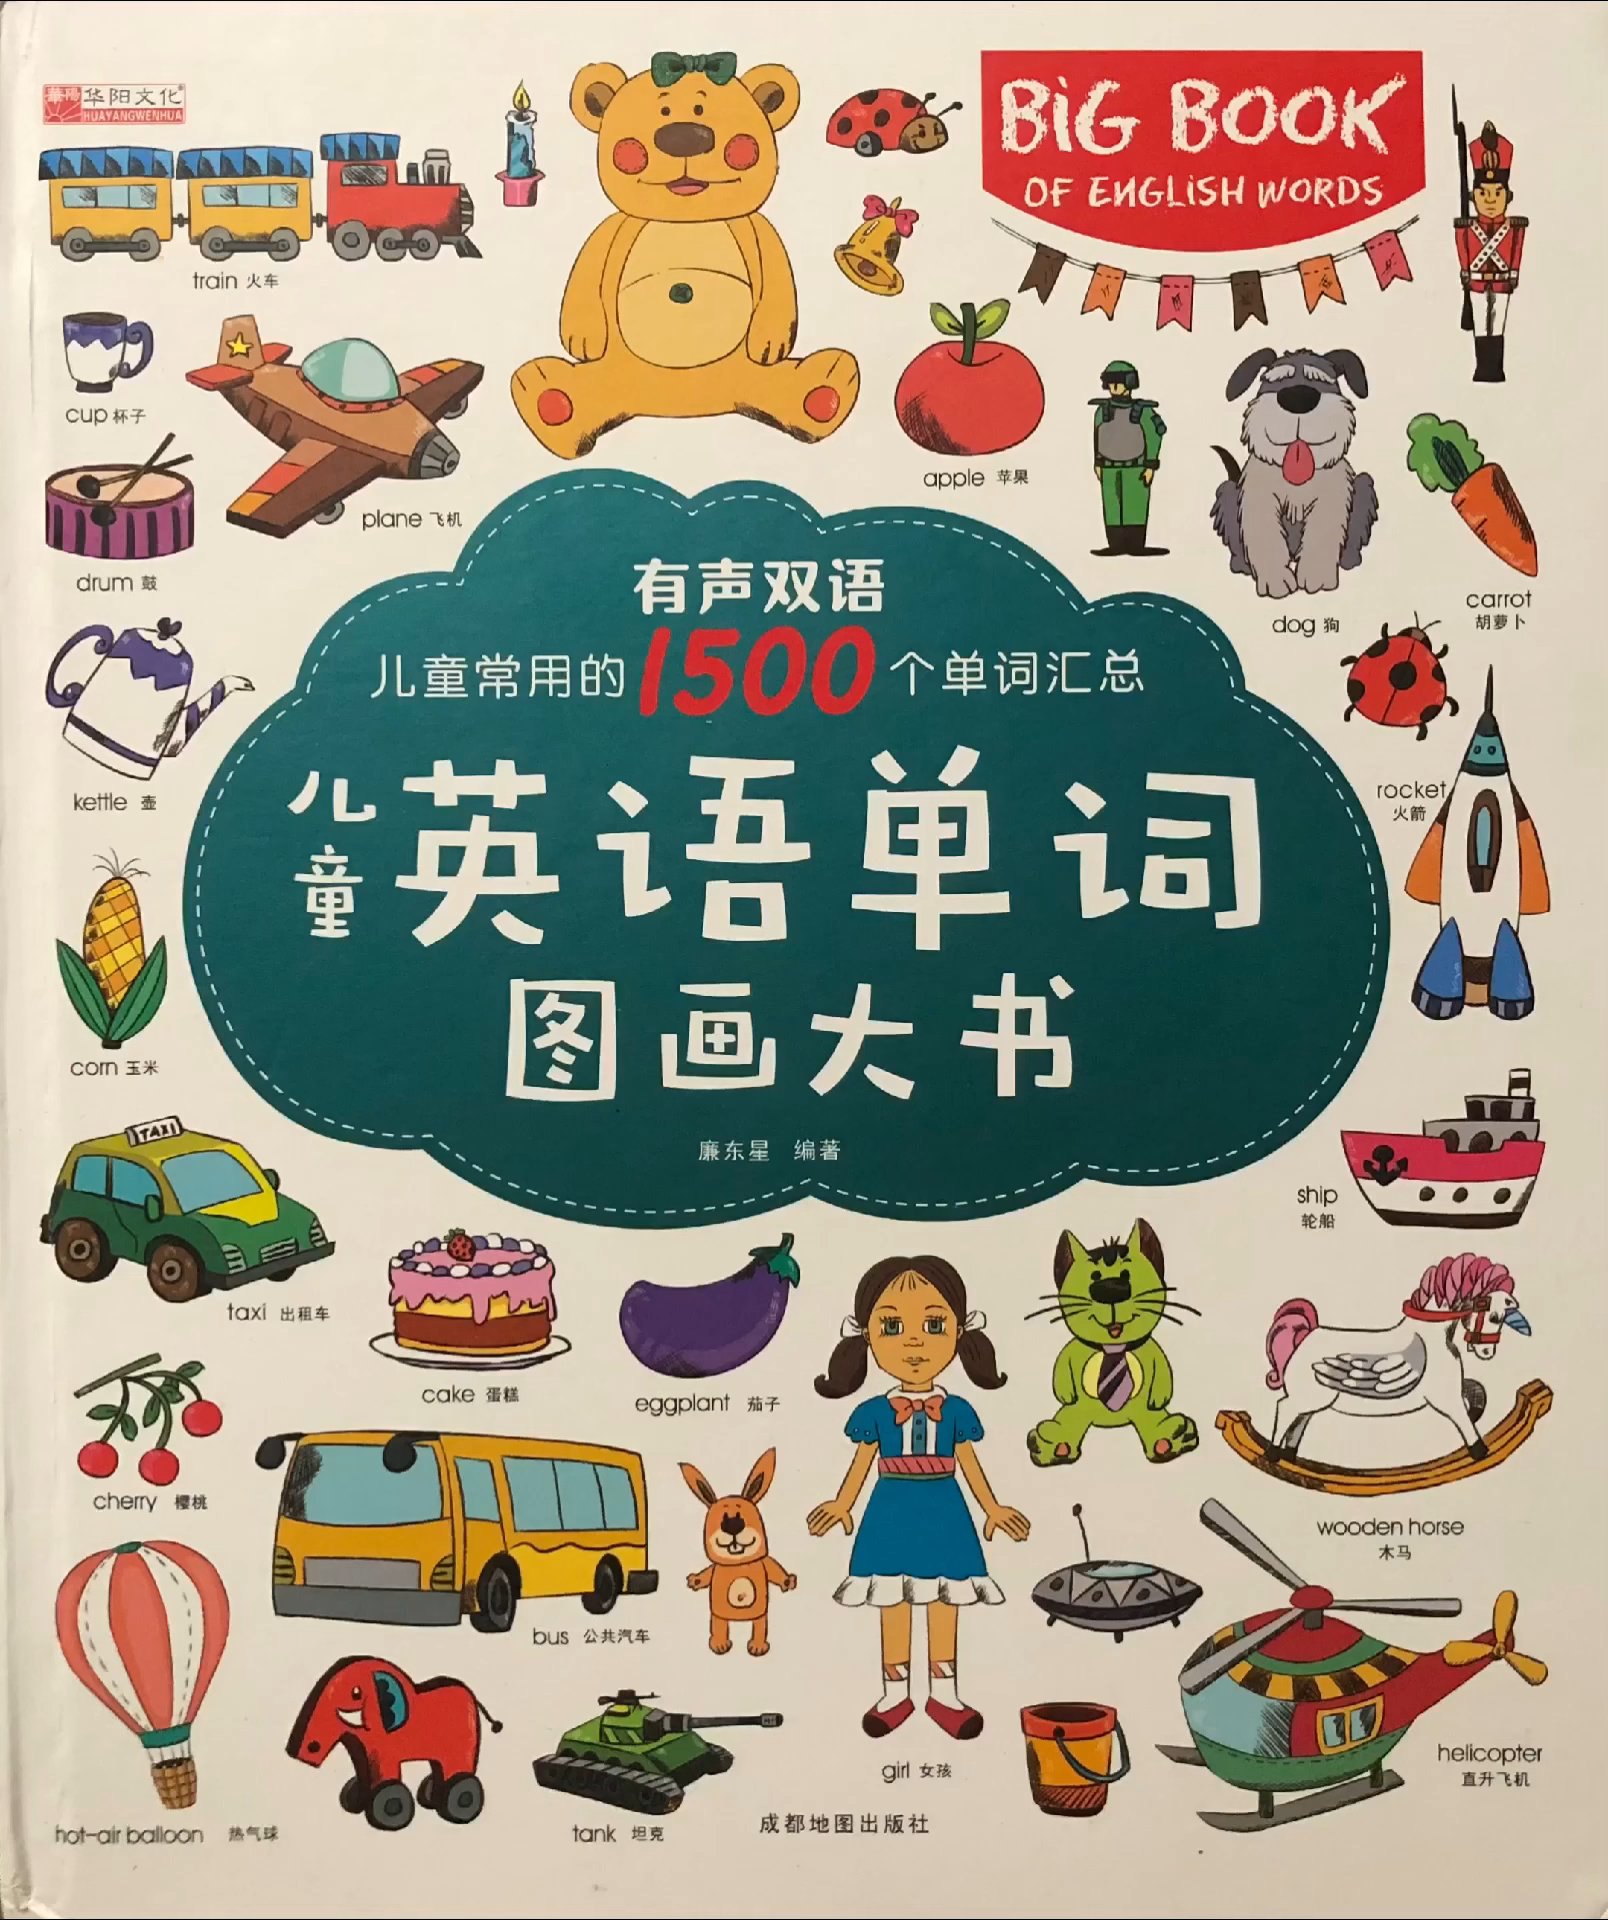 華陽 华阳文化
HUAYANGWENHUA
BiG BOOK
OF ENGLiSH WORDS
train 火车
cup 杯子
plane 飞机
apple 苹果
drum 鼓
dog 狗
carrot
胡萝卜
有声双语
儿童常用的1500个单词汇总
kettle 壶
rocket
火箭
儿童英语单词
图画大书
corn 玉米
廉东星 编著
TAXI
taxi 出租车
ship
轮船
cake 蛋糕
eggplant 茄子
cherry 樱桃
wooden horse
木马
bus 公共汽车
girl 女孩
helicopter
直升飞机
hot-air balloon 热气球
tank 坦克
成都地图出版社